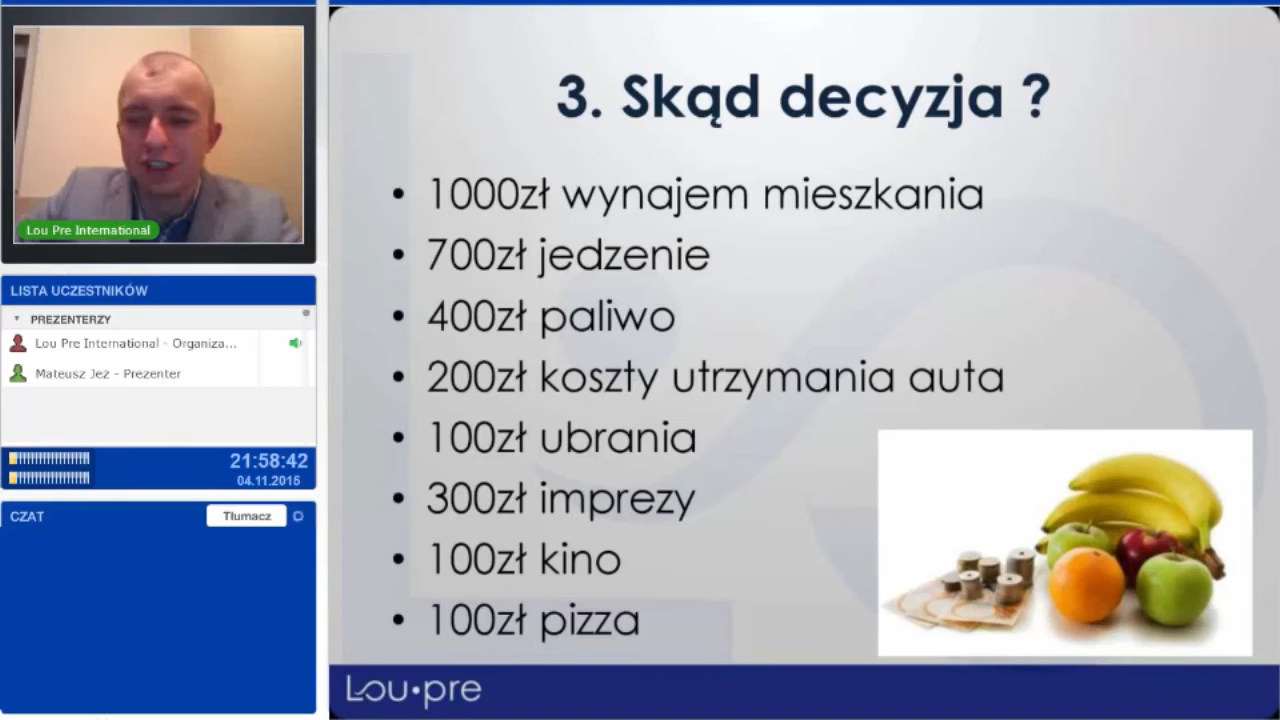 Lou Pre International
LISTA UCZESTNIKÓW
PREZENTERZY
Lou Pre International - Organiza...
Mateusz Jeż - Prezenter
21:58:42
04.11.2015
CZAT
Tłumacz
3. Skąd decyzja ?
• 1000zł wynajem mieszkania
• 700zł jedzenie
• 400zł paliwo
• 200zł koszty utrzymania auta
• 100zł ubrania
• 300zł imprezy
• 100zł kino
• 100zł pizza
Lou•pre